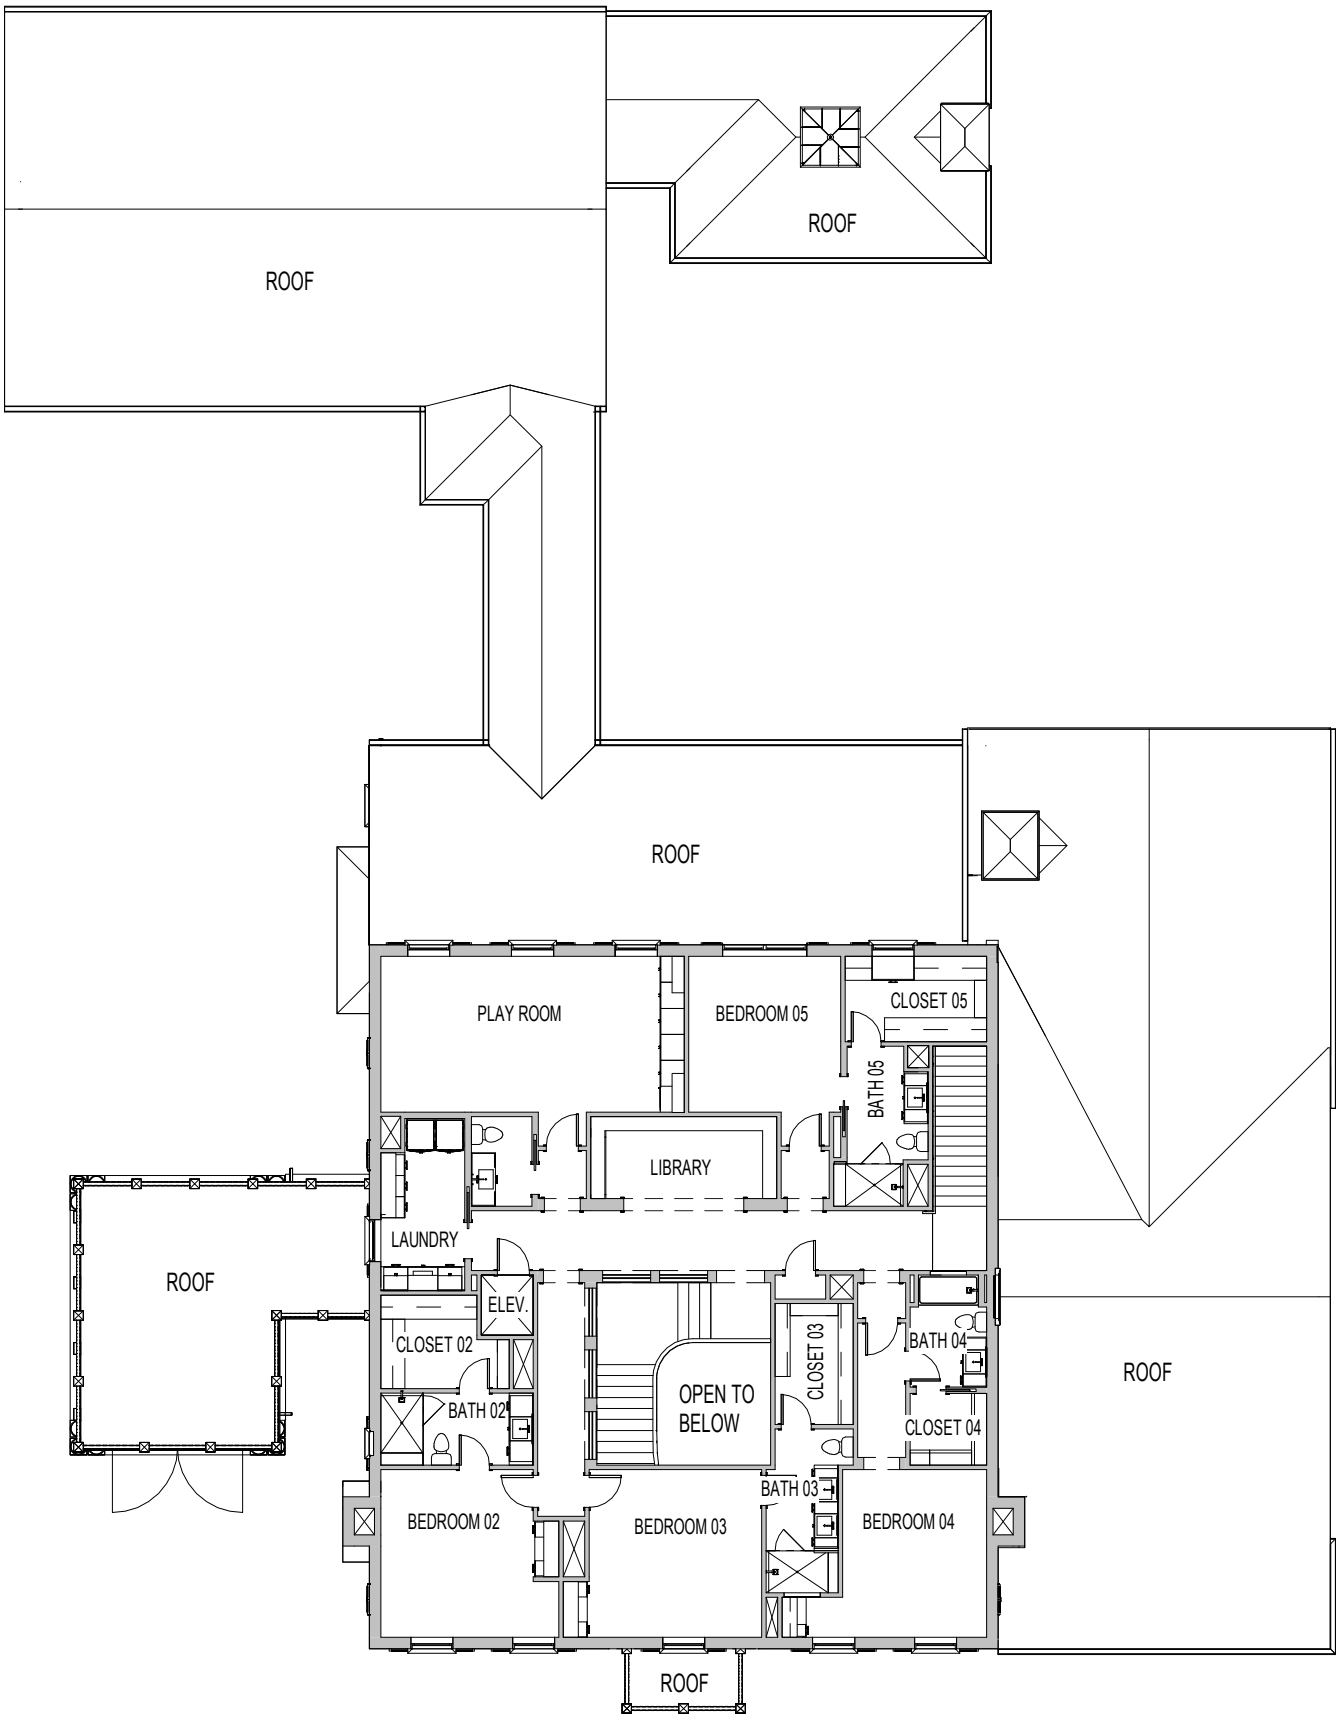 ROOF
ROOF
ROOF
PLAY ROOM
BEDROOM 05
CLOSET 05
BATH 05
LIBRARY
LAUNDRY
ROOF
ELEV.
CLOSET 02
CLOSET 03
BATH 04
ROOF
OPEN TO
BELOW
BATH 02
CLOSET 04
BATH 03
BEDROOM 02
BEDROOM 03
BEDROOM 04
ROOF